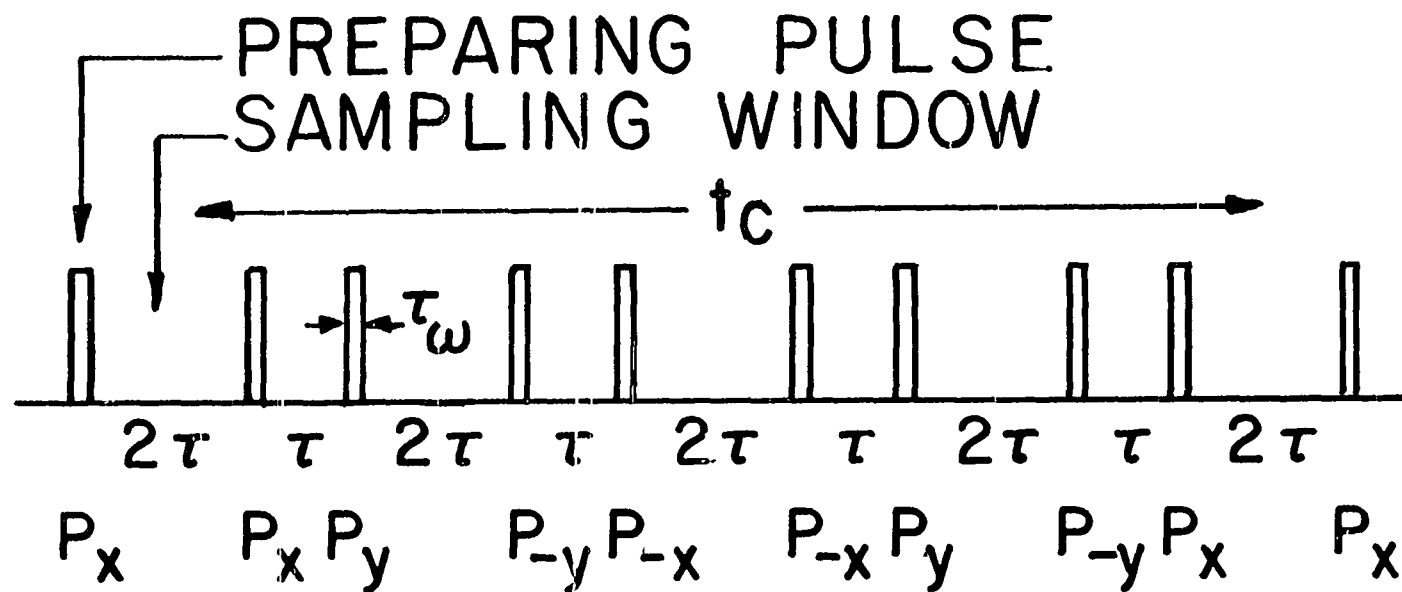 PREPARING PULSE
SAMPLING WINDOW
t_c
τ_ω
2τ τ 2τ τ 2τ τ 2τ τ 2τ
P_x P_x P_y P_-y P_-x P_-x P_y P_-y P_x P_x